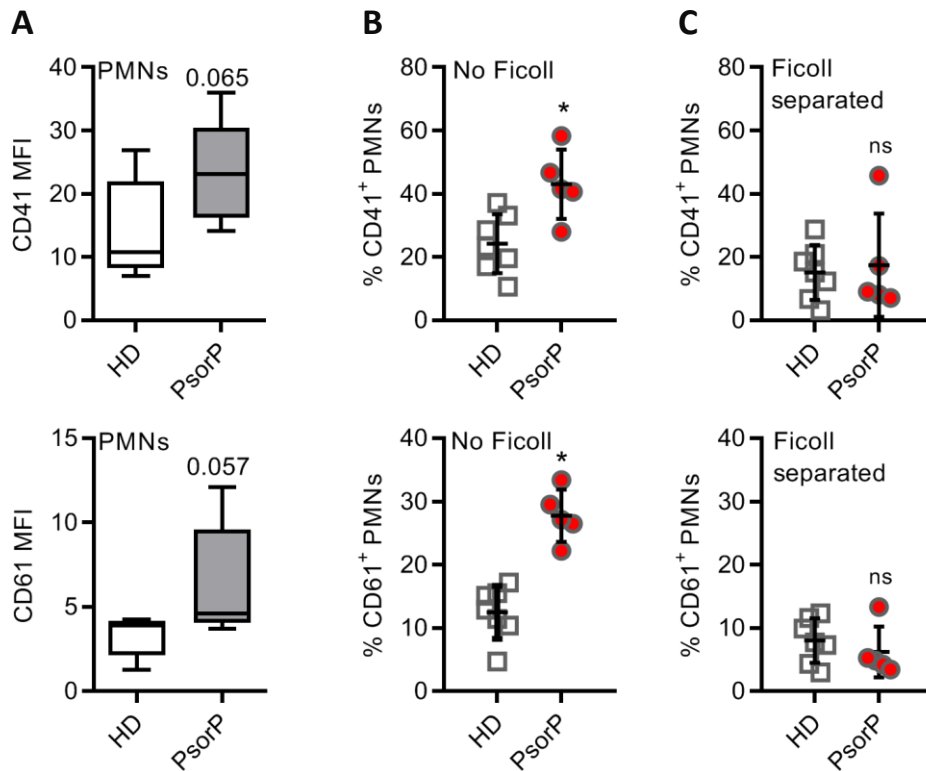 A
B
C
PMNs
0.065
CD41 MFI
40
30
20
10
0
HD
PsorP
No Ficoll
*
% CD41+ PMNs
80
60
40
20
0
HD
PsorP
Ficoll
separated
ns
% CD41+ PMNs
80
60
40
20
0
HD
PsorP
PMNs
0.057
CD61 MFI
15
10
5
0
HD
PsorP
No Ficoll
*
% CD61+ PMNs
40
30
20
10
0
HD
PsorP
Ficoll
separated
ns
% CD61+ PMNs
40
30
20
10
0
HD
PsorP